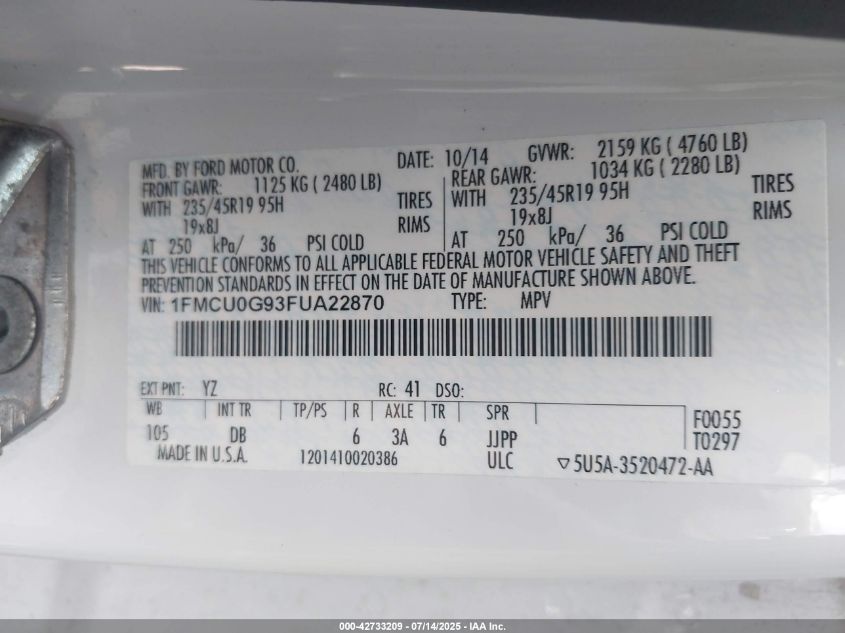 MFD. BY FORD MOTOR CO. DATE: 10/14 GVWR: 2159 KG ( 4760 LB)
FRONT GAWR: 1125 KG ( 2480 LB) REAR GAWR: 1034 KG ( 2280 LB)
WITH 235/45R19 95H TIRES WITH 235/45R19 95H TIRES
19x8J RIMS 19x8J RIMS
AT 250 kPa/ 36 PSI COLD AT 250 kPa/ 36 PSI COLD
THIS VEHICLE CONFORMS TO ALL APPLICABLE FEDERAL MOTOR VEHICLE SAFETY AND THEFT
PREVENTION STANDARDS IN EFFECT ON THE DATE OF MANUFACTURE SHOWN ABOVE.
VIN: 1FMCU0G93FUA22870 TYPE: MPV
EXT PNT: YZ RC: 41 DSO:
WB INT TR TP/PS R AXLE TR SPR F0055
105 DB 6 3A 6 JJPP T0297
MADE IN U.S.A. 1201410020386 ULC 5U5A-3520472-AA
000-42733209 - 07/14/2025 - IAA Inc.